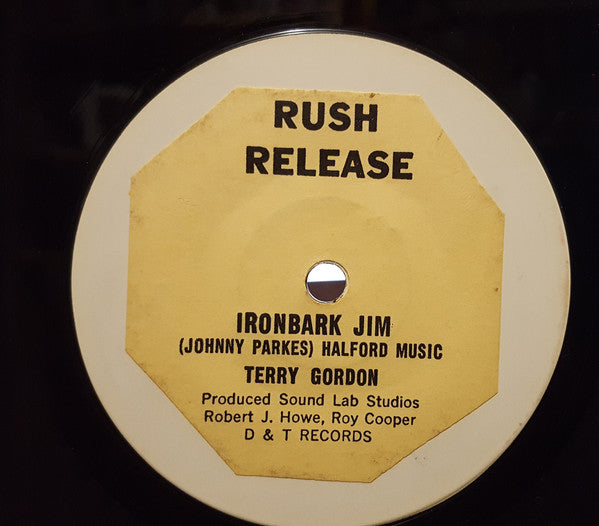 RUSH
RELEASE
IRONBARK JIM
(JOHNNY PARKES) HALFORD MUSIC
TERRY GORDON
Produced Sound Lab Studios
Robert J. Howe, Roy Cooper
D & T RECORDS